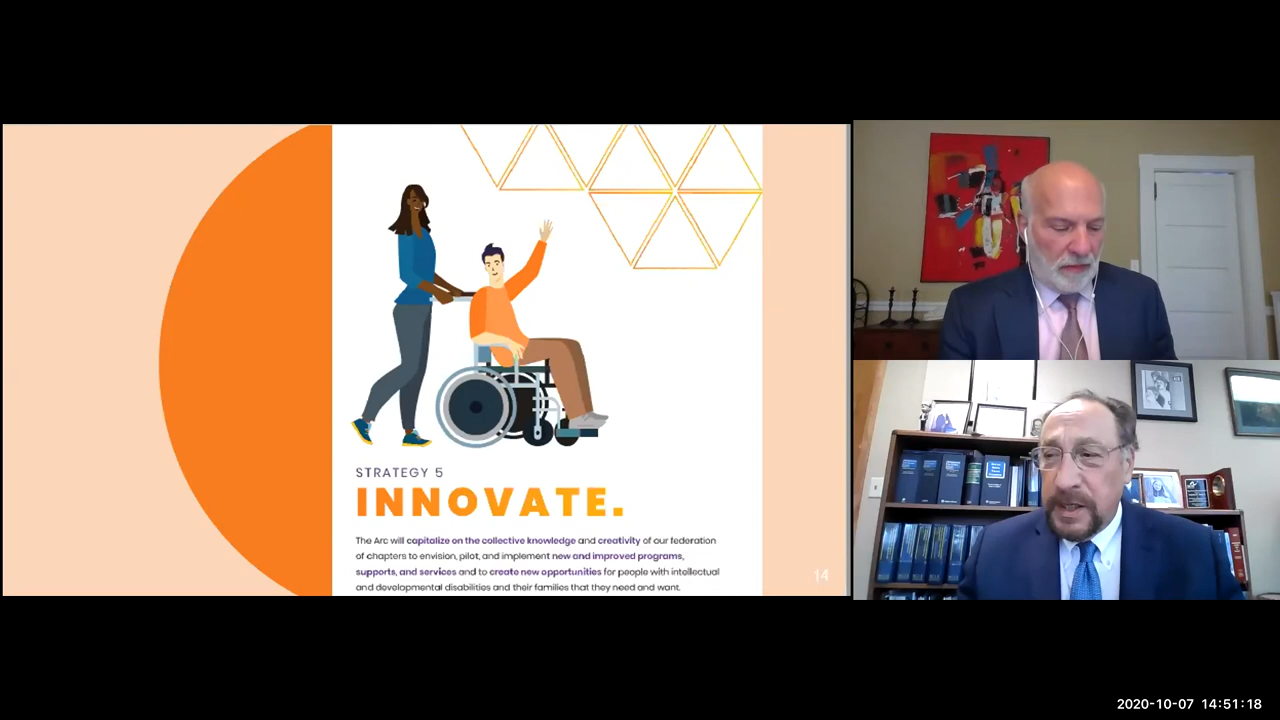 STRATEGY 5
INNOVATE.
The Arc will capitalize on the collective knowledge and creativity of our federation
of chapters to envision, pilot, and implement new and improved programs,
supports, and services and to create new opportunities for people with intellectual
and developmental disabilities and their families that they need and want.
14
2020-10-07 14:51:18